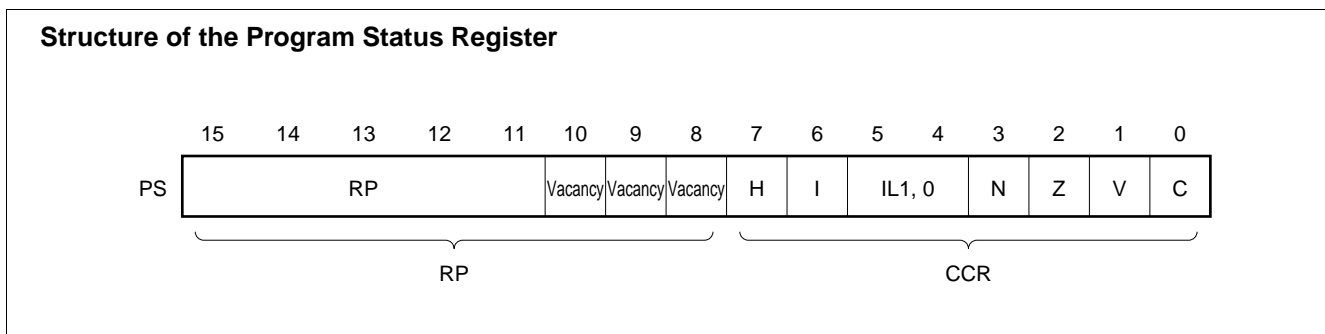 Structure of the Program Status Register
15 14 13 12 11 10 9 8 7 6 5 4 3 2 1 0
PS RP Vacancy Vacancy Vacancy H I IL1, 0 N Z V C
RP CCR